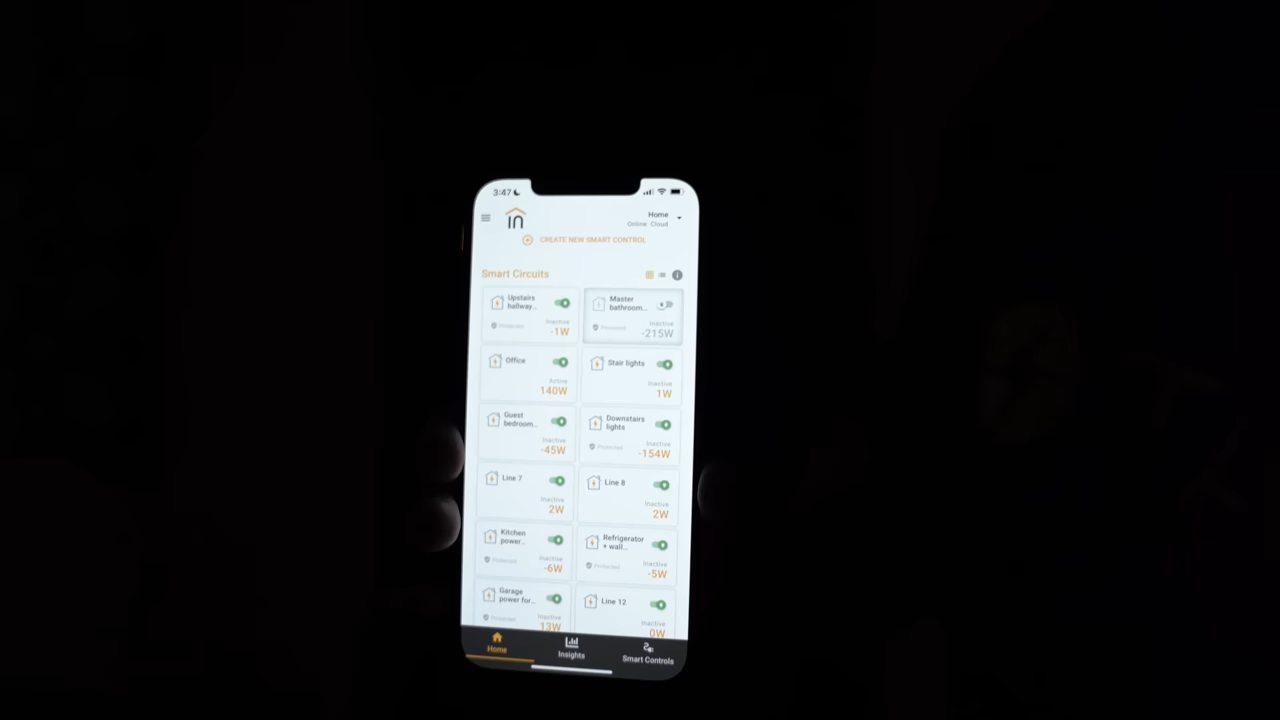 3:47
in
Home
Online Cloud
CREATE NEW SMART CONTROL
Smart Circuits
Upstairs
hallway...
Protected
Inactive
-1W
Master
bathroom...
Protected
Inactive
-215W
Office
Active
140W
Stair lights
Inactive
1W
Guest
bedroom...
Inactive
-45W
Downstairs
lights
Protected
Inactive
-154W
Line 7
Inactive
2W
Line 8
Inactive
2W
Kitchen
power...
Protected
Inactive
-6W
Refrigerator
+ wall...
Protected
Inactive
-5W
Garage
power for...
Protected
Inactive
13W
Line 12
Inactive
0W
Home
Insights
Smart Controls